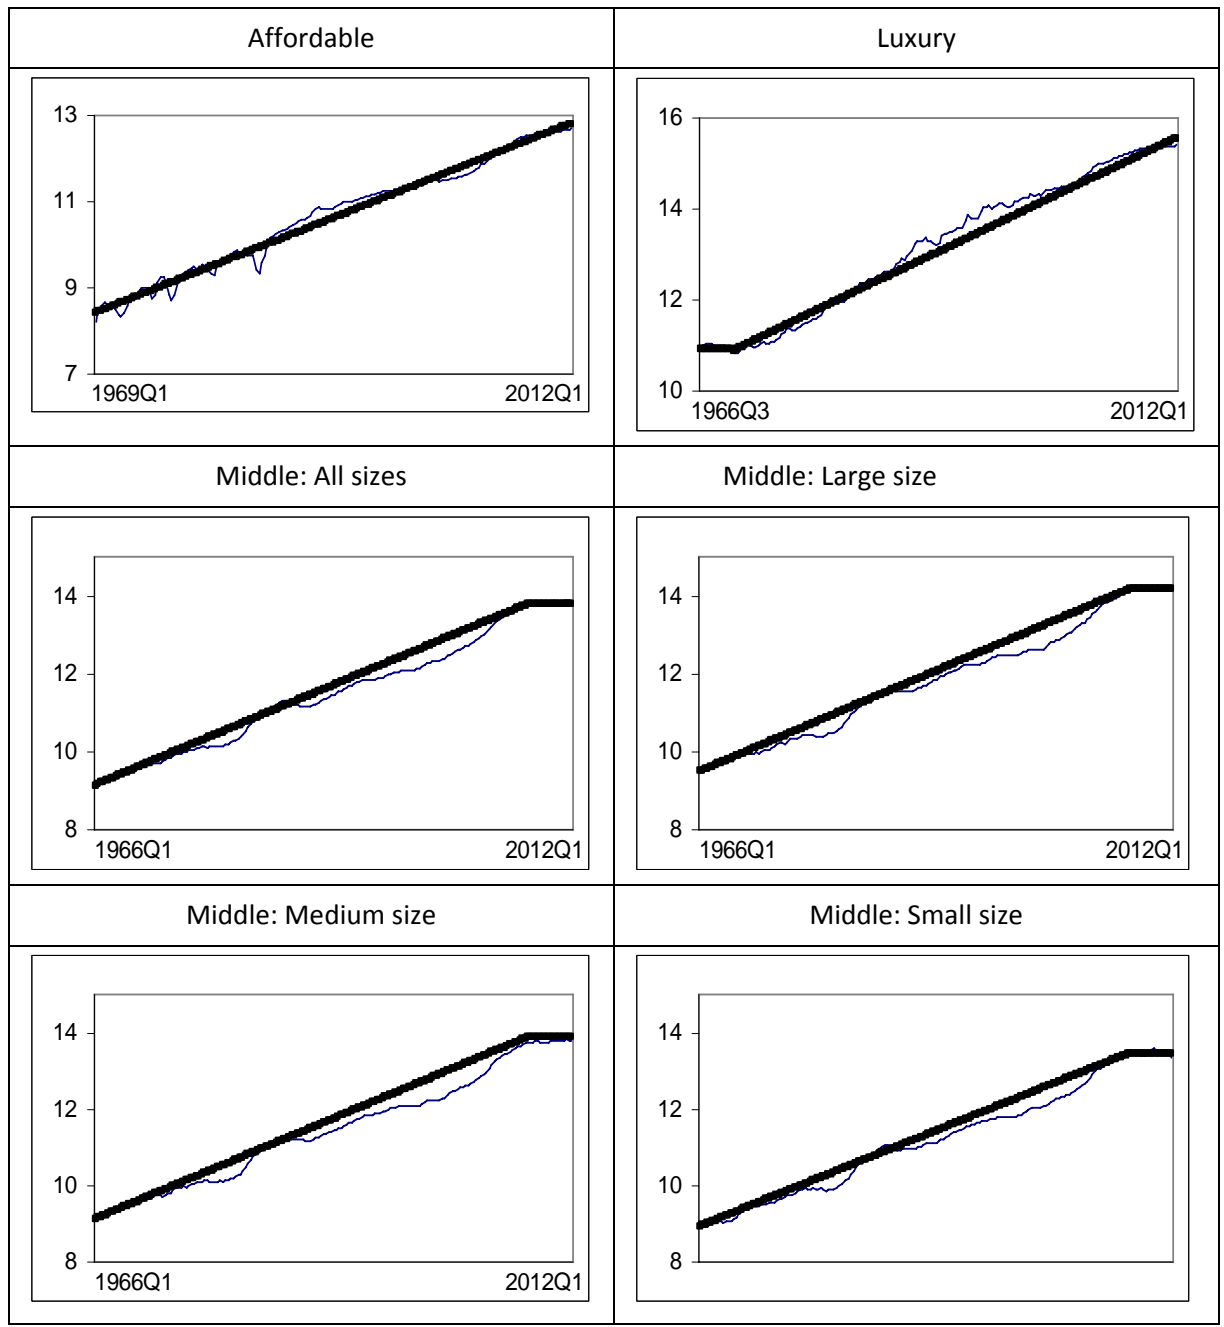 Affordable
Luxury
13
11
9
7
1969Q1
2012Q1
16
14
12
10
1966Q3
2012Q1
Middle: All sizes
Middle: Large size
14
12
10
8
1966Q1
2012Q1
14
12
10
8
1966Q1
2012Q1
Middle: Medium size
Middle: Small size
14
12
10
8
1966Q1
2012Q1
14
12
10
8